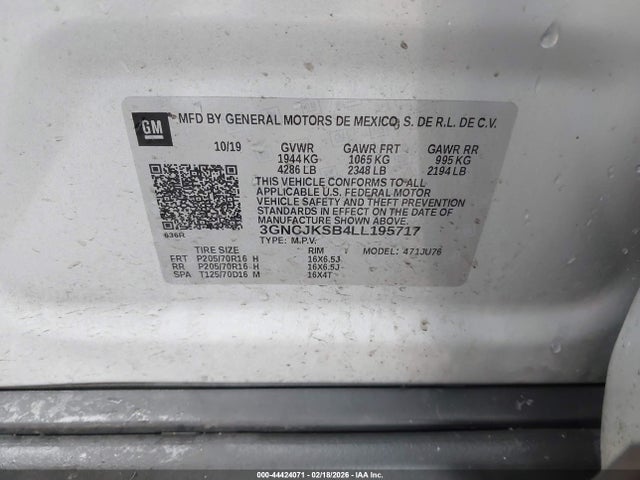 GM MFD BY GENERAL MOTORS DE MEXICO, S. DE R.L. DE C.V.
10/19 GVWR GAWR FRT GAWR RR
1944 KG 1065 KG 995 KG
4286 LB 2348 LB 2194 LB
THIS VEHICLE CONFORMS TO ALL
APPLICABLE U.S. FEDERAL MOTOR
VEHICLE SAFETY AND THEFT PREVENTION
STANDARDS IN EFFECT ON THE DATE OF
MANUFACTURE SHOWN ABOVE.
3GNCJKSB4LL195717
636R TYPE: M.P.V. MODEL: 471JU76
TIRE SIZE RIM
FRT P205/70R16 H 16X6.5J
RR P205/70R16 H 16X6.5J
SPA T125/70D16 M 16X4T
000-44424071 | 02/18/2026 - IAA Inc.